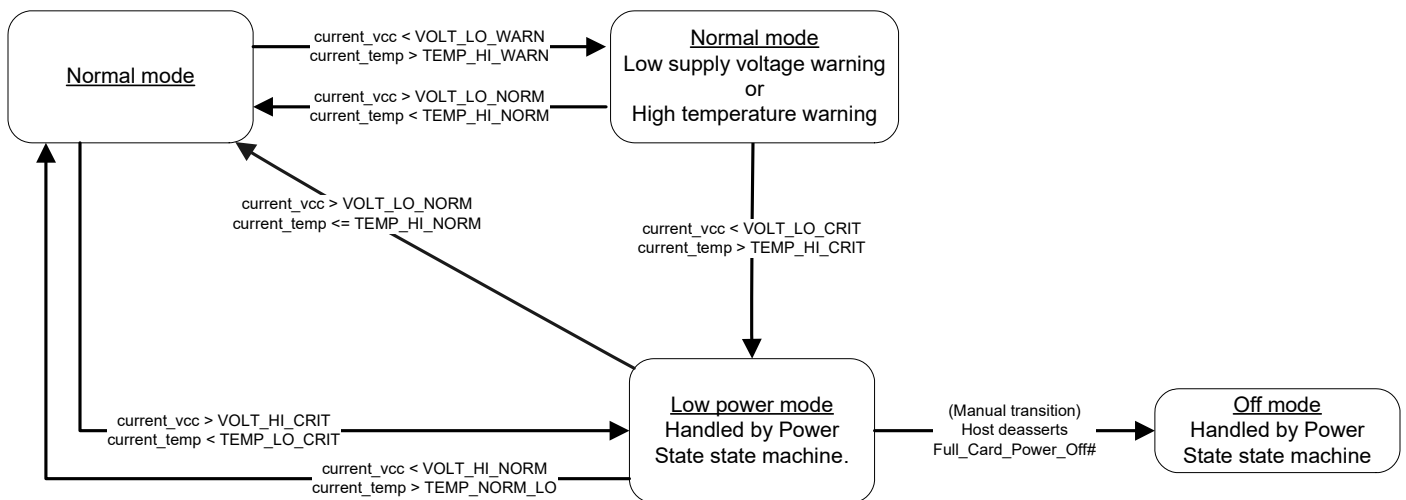 Normal mode
current_vcc < VOLT_LO_WARN
current_temp > TEMP_HI_WARN
current_vcc > VOLT_LO_NORM
current_temp < TEMP_HI_NORM
Normal mode
Low supply voltage warning
or
High temperature warning
current_vcc > VOLT_LO_NORM
current_temp <= TEMP_HI_NORM
current_vcc < VOLT_LO_CRIT
current_temp > TEMP_HI_CRIT
current_vcc > VOLT_HI_CRIT
current_temp < TEMP_LO_CRIT
current_vcc < VOLT_HI_NORM
current_temp > TEMP_NORM_LO
Low power mode
Handled by Power
State state machine.
(Manual transition)
Host deasserts
Full_Card_Power_Off#
Off mode
Handled by Power
State state machine